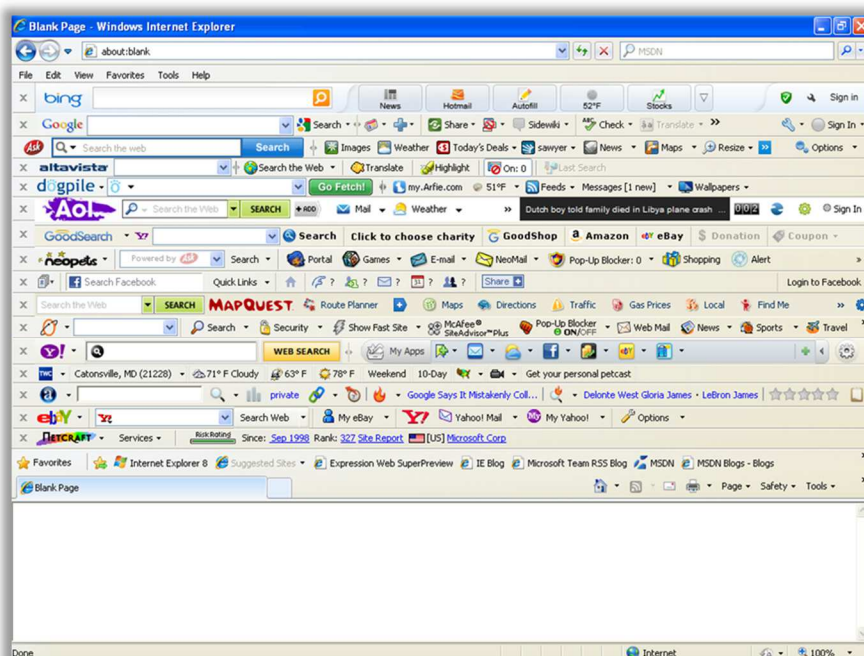 Blank Page - Windows Internet Explorer
about:blank MSDN
File Edit View Favorites Tools Help
bing News Hotmail Autofill 52°F Stocks Sign in
Google Search Share Sidewiki Check Translate Sign In
Ask Search the web Search Images Weather Today's Deals sawyer News Maps Resize Options
altavista Search the Web Translate Highlight On: 0 Last Search
dogpile Go Fetch! my.Arfie.com 51°F Feeds Messages [1 new] Wallpapers
AOL Search the Web SEARCH + ADD Mail Weather Dutch boy told family died in Libya plane crash ... 002 Sign In
GoodSearch Search Click to choose charity GoodShop Amazon eBay $ Donation Coupon
neopets Powered by Search Portal Games E-mail NeoMail Pop-Up Blocker: 0 Shopping Alert
Search Facebook Quick Links ? ? ? ? ? Share Login to Facebook
Search the Web SEARCH MAPQUEST Route Planner Maps Directions Traffic Gas Prices Local Find Me
Search Security Show Fast Site McAfee® SiteAdvisor™Plus Pop-Up Blocker ON/OFF Web Mail News Sports Travel
Y! WEB SEARCH My Apps
TWC Catonsville, MD (21228) 71° F Cloudy 63° F 78° F Weekend 10-Day Get your personal petcast
private Google Says It Mistakenly Coll... Delonte West Gloria James LeBron James
ebY Search Web My eBay Y! Yahoo! Mail My Yahoo! Options
NETCRAFT Services Risk Rating Since: Sep 1998 Rank: 327 Site Report [US] Microsoft Corp
Favorites Internet Explorer 8 Suggested Sites Expression Web SuperPreview IE Blog Microsoft Team RSS Blog MSDN MSDN Blogs - Blogs
Blank Page Page Safety Tools
Done Internet 100%